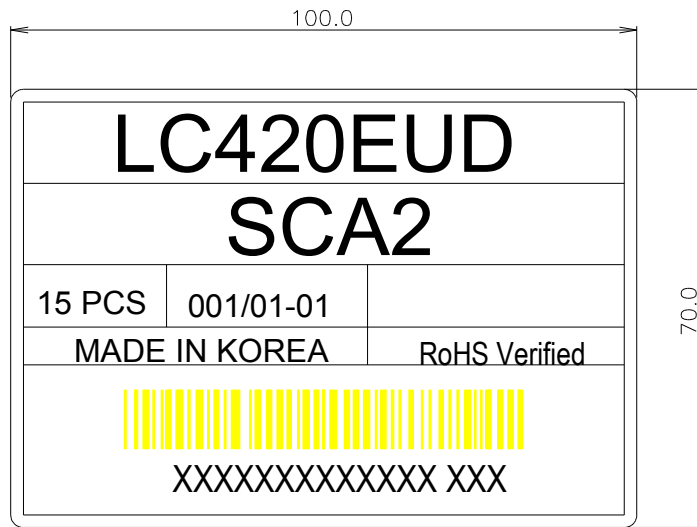 100.0
LC420EUD
SCA2
15 PCS 001/01-01
70.0
MADE IN KOREA RoHS Verified
XXXXXXXXXXXXX XXX